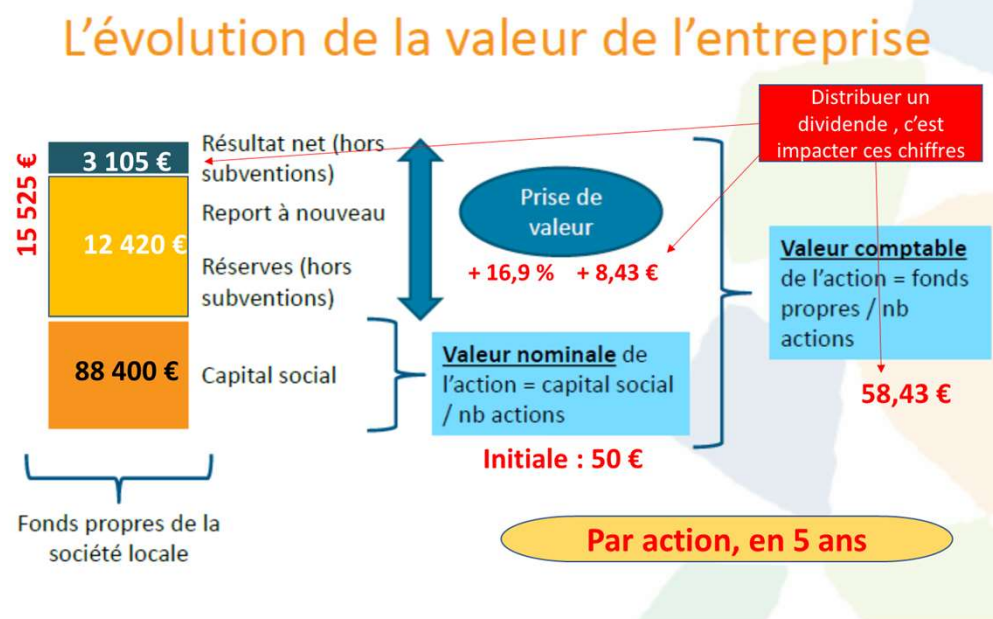 L'évolution de la valeur de l'entreprise
Distribuer un
dividende , c'est
impacter ces chiffres
15 525 €
3 105 €
Résultat net (hors
subventions)
Report à nouveau
12 420 €
Réserves (hors
subventions)
Prise de
valeur
+ 16,9 % + 8,43 €
Valeur comptable
de l'action = fonds
propres / nb
actions
58,43 €
88 400 €
Capital social
Valeur nominale de
l'action = capital social
/ nb actions
Initiale : 50 €
Fonds propres de la
société locale
Par action, en 5 ans